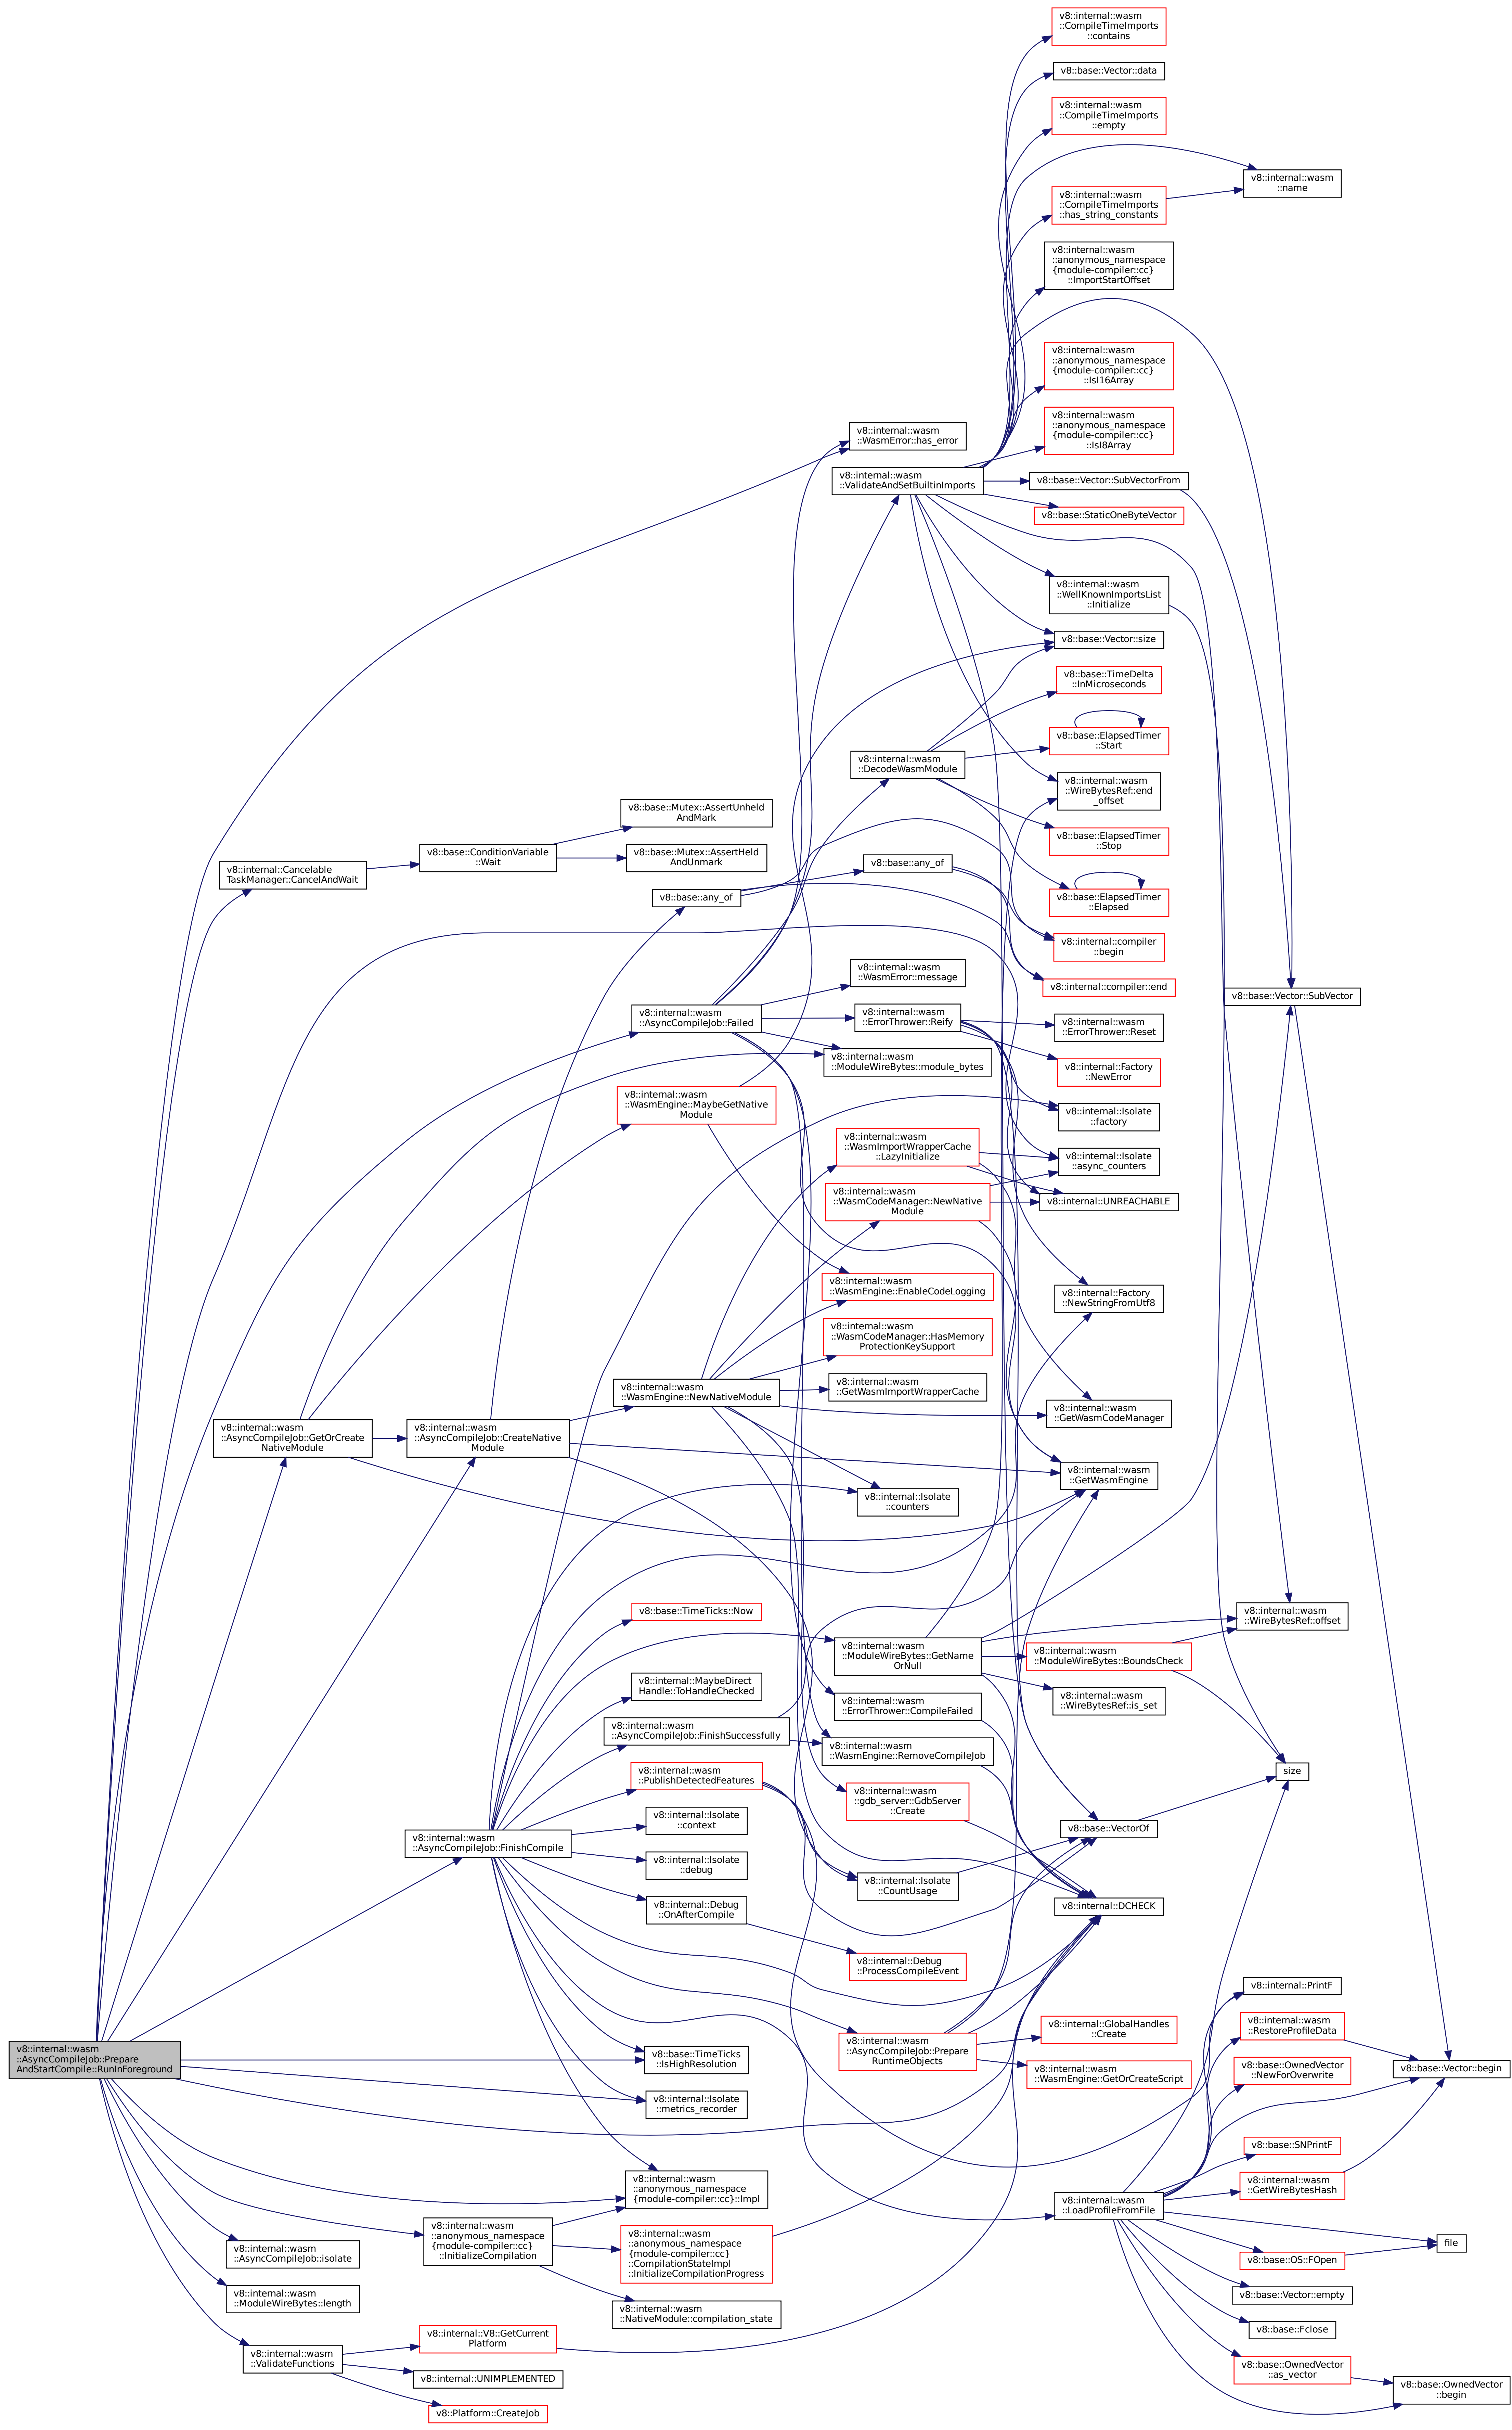 v8::internal::wasm
::CompileTimeImports
::contains
v8::base::Vector::data
v8::internal::wasm
::CompileTimeImports
::empty
v8::internal::wasm
::name
v8::internal::wasm
::CompileTimeImports
::has_string_constants
v8::internal::wasm
::anonymous_namespace
{module-compiler::cc}
::ImportStartOffset
v8::internal::wasm
::anonymous_namespace
{module-compiler::cc}
::IsI16Array
v8::internal::wasm
::anonymous_namespace
{module-compiler::cc}
::IsI8Array
v8::internal::wasm
::WasmError::has_error
v8::internal::wasm
::ValidateAndSetBuiltinImports
v8::base::Vector::SubVectorFrom
v8::base::StaticOneByteVector
v8::internal::wasm
::WellKnownImportsList
::Initialize
v8::base::Vector::size
v8::base::TimeDelta
::InMicroseconds
v8::base::ElapsedTimer
::Start
v8::internal::wasm
::DecodeWasmModule
v8::internal::wasm
::WireBytesRef::end
_offset
v8::base::Mutex::AssertUnheld
AndMark
v8::base::ElapsedTimer
::Stop
v8::base::ConditionVariable
::Wait
v8::base::Mutex::AssertHeld
AndUnmark
v8::internal::Cancelable
TaskManager::CancelAndWait
v8::base::any_of
v8::base::any_of
v8::base::ElapsedTimer
::Elapsed
v8::internal::compiler
::begin
v8::internal::wasm
::WasmError::message
v8::internal::compiler::end
v8::base::Vector::SubVector
v8::internal::wasm
::AsyncCompileJob::Failed
v8::internal::wasm
::ErrorThrower::Reify
v8::internal::wasm
::ErrorThrower::Reset
v8::internal::wasm
::ModuleWireBytes::module_bytes
v8::internal::Factory
::NewError
v8::internal::wasm
::WasmEngine::MaybeGetNative
Module
v8::internal::Isolate
::factory
v8::internal::wasm
::WasmImportWrapperCache
::LazyInitialize
v8::internal::Isolate
::async_counters
v8::internal::wasm
::WasmCodeManager::NewNative
Module
v8::internal::UNREACHABLE
v8::internal::wasm
::WasmEngine::EnableCodeLogging
v8::internal::Factory
::NewStringFromUtf8
v8::internal::wasm
::WasmCodeManager::HasMemory
ProtectionKeySupport
v8::internal::wasm
::WasmEngine::NewNativeModule
v8::internal::wasm
::GetWasmImportWrapperCache
v8::internal::wasm
::GetWasmCodeManager
v8::internal::wasm
::AsyncCompileJob::GetOrCreate
NativeModule
v8::internal::wasm
::AsyncCompileJob::CreateNative
Module
v8::internal::wasm
::GetWasmEngine
v8::internal::Isolate
::counters
v8::base::TimeTicks::Now
v8::internal::wasm
::WireBytesRef::offset
v8::internal::wasm
::ModuleWireBytes::GetName
OrNull
v8::internal::wasm
::ModuleWireBytes::BoundsCheck
v8::internal::MaybeDirect
Handle::ToHandleChecked
v8::internal::wasm
::WireBytesRef::is_set
v8::internal::wasm
::ErrorThrower::CompileFailed
v8::internal::wasm
::AsyncCompileJob::FinishSuccessfully
v8::internal::wasm
::WasmEngine::RemoveCompileJob
size
v8::internal::wasm
::PublishDetectedFeatures
v8::internal::wasm
::gdb_server::GdbServer
::Create
v8::internal::Isolate
::context
v8::base::VectorOf
v8::internal::wasm
::AsyncCompileJob::FinishCompile
v8::internal::Isolate
::debug
v8::internal::Isolate
::CountUsage
v8::internal::Debug
::OnAfterCompile
v8::internal::DCHECK
v8::internal::Debug
::ProcessCompileEvent
v8::internal::PrintF
v8::internal::GlobalHandles
::Create
v8::internal::wasm
::RestoreProfileData
v8::internal::wasm
::AsyncCompileJob::Prepare
AndStartCompile::RunInForeground
v8::base::TimeTicks
::IsHighResolution
v8::internal::wasm
::AsyncCompileJob::Prepare
RuntimeObjects
v8::internal::wasm
::WasmEngine::GetOrCreateScript
v8::base::OwnedVector
::NewForOverwrite
v8::base::Vector::begin
v8::internal::Isolate
::metrics_recorder
v8::base::SNPrintF
v8::internal::wasm
::anonymous_namespace
{module-compiler::cc}::Impl
v8::internal::wasm
::LoadProfileFromFile
v8::internal::wasm
::GetWireBytesHash
v8::internal::wasm
::anonymous_namespace
{module-compiler::cc}
::InitializeCompilation
v8::internal::wasm
::AsyncCompileJob::isolate
v8::internal::wasm
::anonymous_namespace
{module-compiler::cc}
::CompilationStateImpl
::InitializeCompilationProgress
v8::base::OS::FOpen
file
v8::internal::wasm
::ModuleWireBytes::length
v8::internal::wasm
::NativeModule::compilation_state
v8::base::Vector::empty
v8::base::Fclose
v8::internal::wasm
::ValidateFunctions
v8::internal::V8::GetCurrent
Platform
v8::internal::UNIMPLEMENTED
v8::Platform::CreateJob
v8::base::OwnedVector
::as_vector
v8::base::OwnedVector
::begin